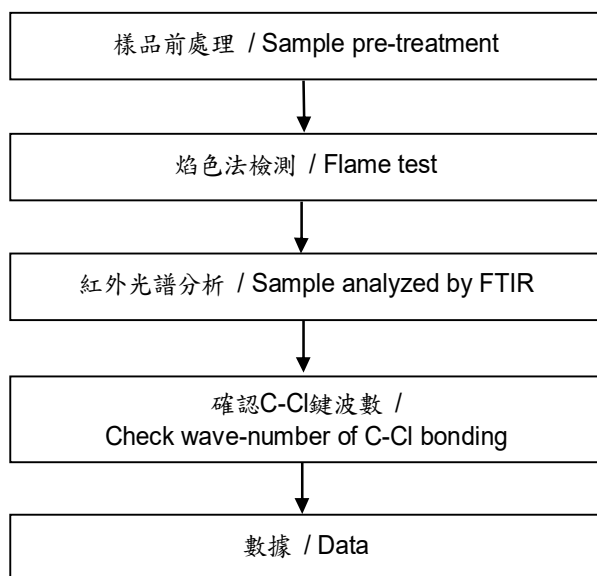 樣品前處理 / Sample pre-treatment
焰色法檢測 / Flame test
紅外光譜分析 / Sample analyzed by FTIR
確認C-Cl鍵波數 /
Check wave-number of C-Cl bonding
數據 / Data